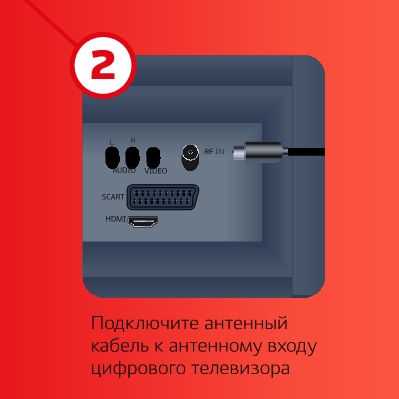 2
L R
RF IN
AUDIO VIDEO
SCART
HDMI
Подключите антенный
кабель к антенному входу
цифрового телевизора